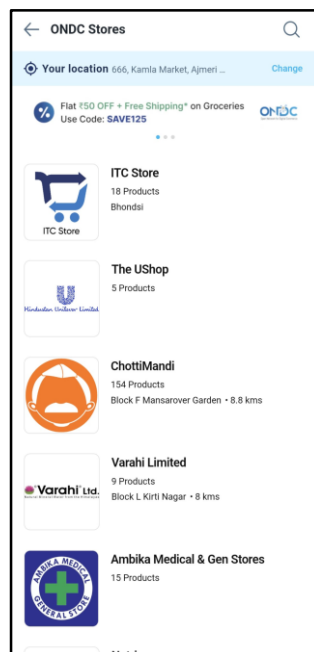 ONDC Stores
Your location 666, Kamla Market, Ajmeri ...
Change
Flat ₹50 OFF + Free Shipping* on Groceries
Use Code: SAVE125
ONDC
ITC Store
18 Products
Bhondsi
ITC Store
The UShop
5 Products
Hindustan Unilever Limited
ChottiMandi
154 Products
Block F Mansarover Garden • 8.8 kms
Varahi Limited
9 Products
Block L Kirti Nagar • 8 kms
Varahi Ltd.
Ambika Medical & Gen Stores
15 Products
AMBIKA MEDICAL
GENERAL STORE